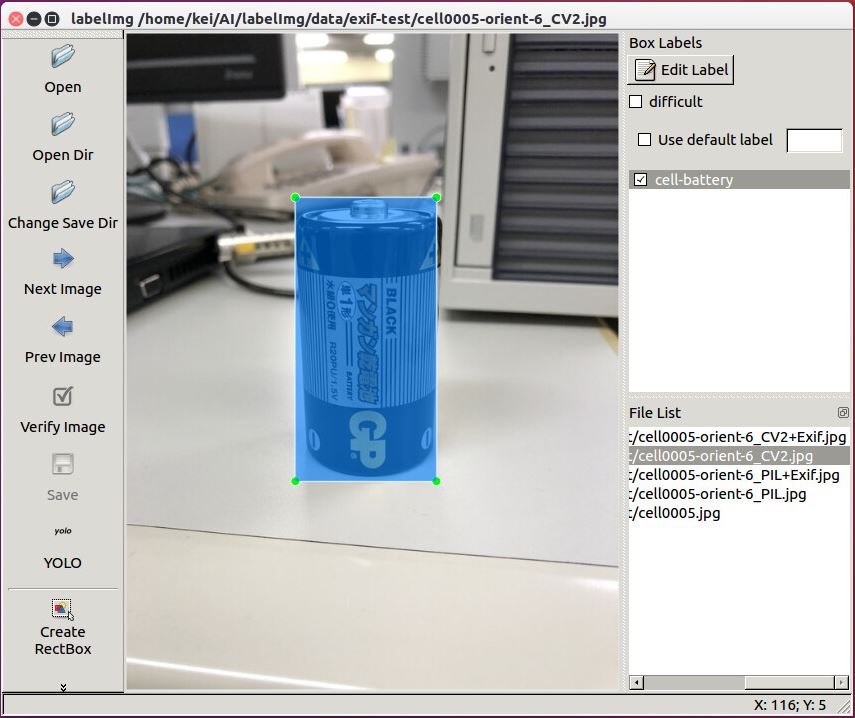 labelImg /home/kei/AI/labelImg/data/exif-test/cell0005-orient-6_CV2.jpg
Open
Open Dir
Change Save Dir
Next Image
Prev Image
Verify Image
Save
yolo
YOLO
Create
RectBox
BLACK
マンガン乾電池
BATTERY
単1形
R20PU/1.5V
水銀0使用
GP
Box Labels
Edit Label
difficult
Use default label
cell-battery
File List
t/cell0005-orient-6_CV2+Exif.jpg
t/cell0005-orient-6_CV2.jpg
t/cell0005-orient-6_PIL+Exif.jpg
t/cell0005-orient-6_PIL.jpg
t/cell0005.jpg
X: 116; Y: 5